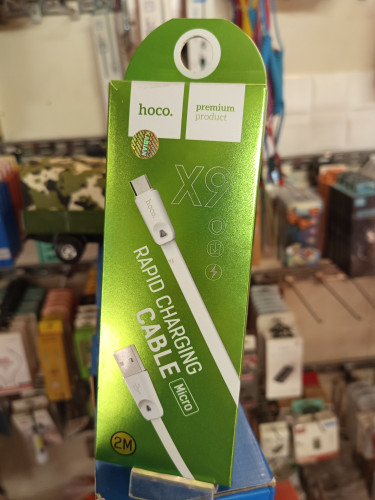 hoco.
premium
product
X9
RAPID CHARGING
CABLE
Micro
2M